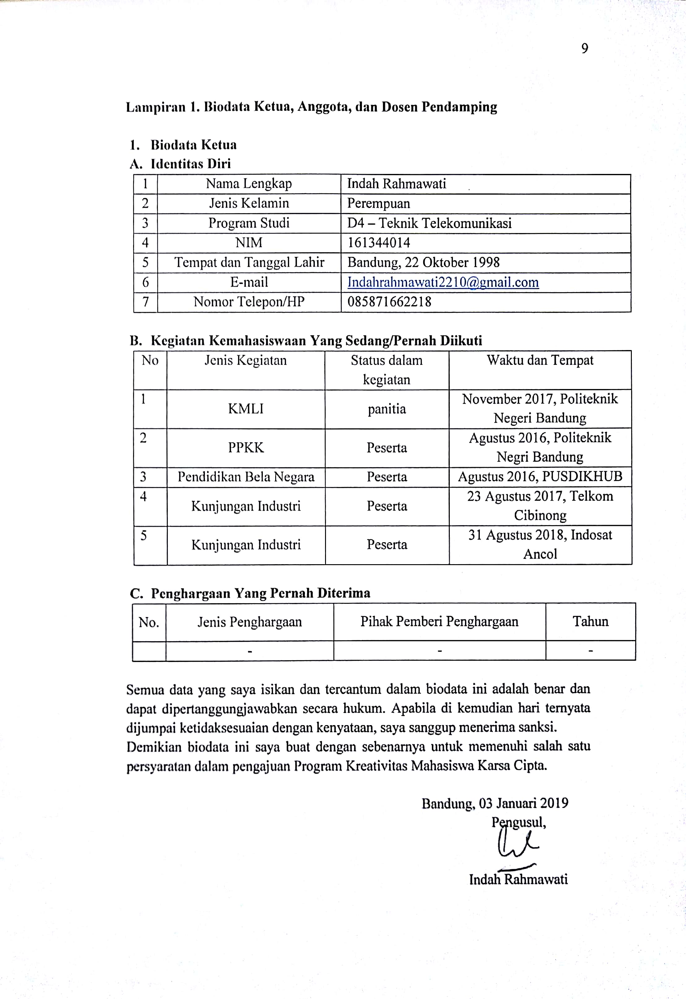 9
Lampiran 1. Biodata Ketua, Anggota, dan Dosen Pendamping
1. Biodata Ketua
A. Identitas Diri
1 Nama Lengkap Indah Rahmawati
2 Jenis Kelamin Perempuan
3 Program Studi D4 – Teknik Telekomunikasi
4 NIM 161344014
5 Tempat dan Tanggal Lahir Bandung, 22 Oktober 1998
6 E-mail Indahrahmawati2210@gmail.com
7 Nomor Telepon/HP 085871662218
B. Kegiatan Kemahasiswaan Yang Sedang/Pernah Diikuti
No Jenis Kegiatan Status dalam Waktu dan Tempat
kegiatan
1 KMLI panitia November 2017, Politeknik
Negeri Bandung
2 PPKK Peserta Agustus 2016, Politeknik
Negri Bandung
3 Pendidikan Bela Negara Peserta Agustus 2016, PUSDIKHUB
4 Kunjungan Industri Peserta 23 Agustus 2017, Telkom
Cibinong
5 Kunjungan Industri Peserta 31 Agustus 2018, Indosat
Ancol
C. Penghargaan Yang Pernah Diterima
No. Jenis Penghargaan Pihak Pemberi Penghargaan Tahun
- - -
Semua data yang saya isikan dan tercantum dalam biodata ini adalah benar dan
dapat dipertanggungjawabkan secara hukum. Apabila di kemudian hari ternyata
dijumpai ketidaksesuaian dengan kenyataan, saya sanggup menerima sanksi.
Demikian biodata ini saya buat dengan sebenarnya untuk memenuhi salah satu
persyaratan dalam pengajuan Program Kreativitas Mahasiswa Karsa Cipta.
Bandung, 03 Januari 2019
Pengusul,
Indah Rahmawati